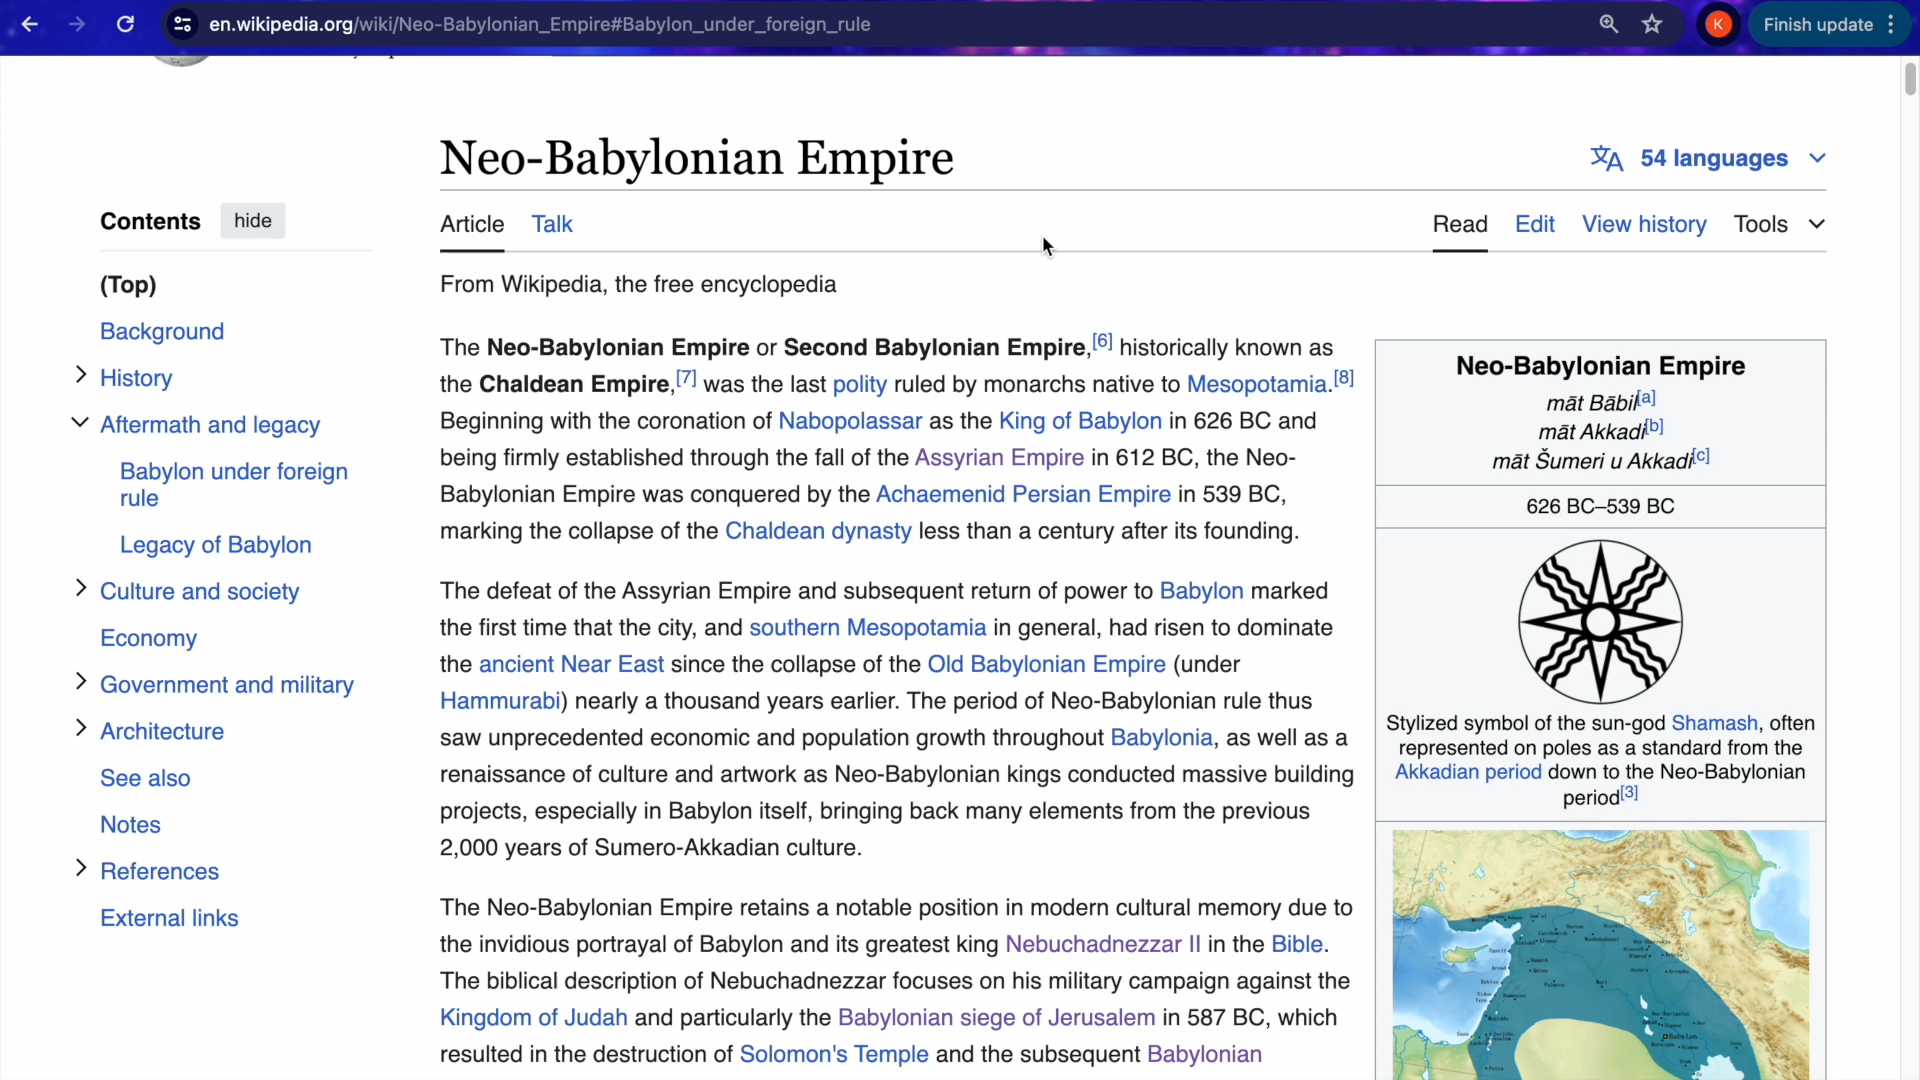 en.wikipedia.org/wiki/Neo-Babylonian_Empire#Babylon_under_foreign_rule
K
Finish update
Neo-Babylonian Empire
54 languages
Contents
hide
Article
Talk
Read
Edit
View history
Tools
(Top)
Background
History
Aftermath and legacy
Babylon under foreign
rule
Legacy of Babylon
Culture and society
Economy
Government and military
Architecture
See also
Notes
References
External links
From Wikipedia, the free encyclopedia
The Neo-Babylonian Empire or Second Babylonian Empire,[6] historically known as
the Chaldean Empire,[7] was the last polity ruled by monarchs native to Mesopotamia.[8]
Beginning with the coronation of Nabopolassar as the King of Babylon in 626 BC and
being firmly established through the fall of the Assyrian Empire in 612 BC, the Neo-
Babylonian Empire was conquered by the Achaemenid Persian Empire in 539 BC,
marking the collapse of the Chaldean dynasty less than a century after its founding.
The defeat of the Assyrian Empire and subsequent return of power to Babylon marked
the first time that the city, and southern Mesopotamia in general, had risen to dominate
the ancient Near East since the collapse of the Old Babylonian Empire (under
Hammurabi) nearly a thousand years earlier. The period of Neo-Babylonian rule thus
saw unprecedented economic and population growth throughout Babylonia, as well as a
renaissance of culture and artwork as Neo-Babylonian kings conducted massive building
projects, especially in Babylon itself, bringing back many elements from the previous
2,000 years of Sumero-Akkadian culture.
The Neo-Babylonian Empire retains a notable position in modern cultural memory due to
the invidious portrayal of Babylon and its greatest king Nebuchadnezzar II in the Bible.
The biblical description of Nebuchadnezzar focuses on his military campaign against the
Kingdom of Judah and particularly the Babylonian siege of Jerusalem in 587 BC, which
resulted in the destruction of Solomon's Temple and the subsequent Babylonian
Neo-Babylonian Empire
māt Bābil[a]
māt Akkadi[b]
māt Šumeri u Akkadi[c]
626 BC–539 BC
Stylized symbol of the sun-god Shamash, often
represented on poles as a standard from the
Akkadian period down to the Neo-Babylonian
period[3]
Babylon